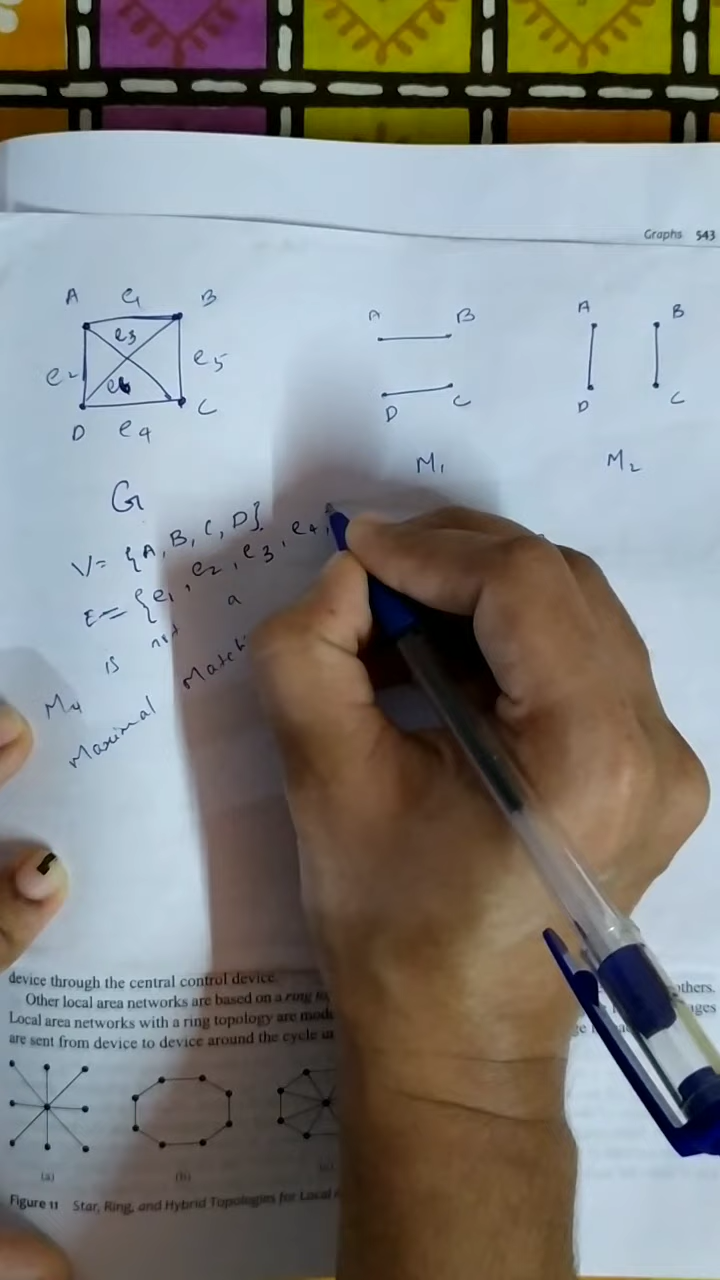 Graphs 543
A e1 B
e3
e2 e5
e6
D e4 C
G
A B
D C
M1
A B
D C
M2
V = {A, B, C, D}
E = {e1, e2, e3, e4,
M4 is not a
Maximal Match
device through the central control device.
Other local area networks are based on a ring
Local area networks with a ring topology are
are sent from device to device around the cycle
others.
(a) (b)
Figure 11 Star, Ring, and Hybrid Topologies for Local